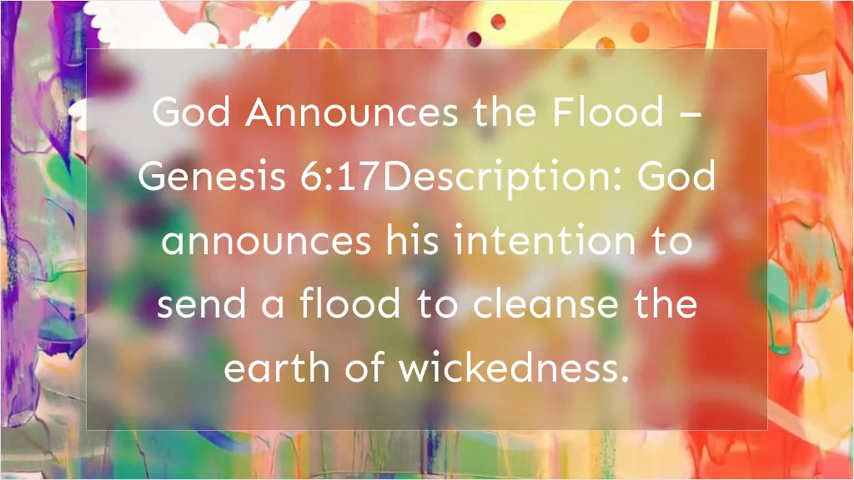 God Announces the Flood –
Genesis 6:17Description: God
announces his intention to
send a flood to cleanse the
earth of wickedness.